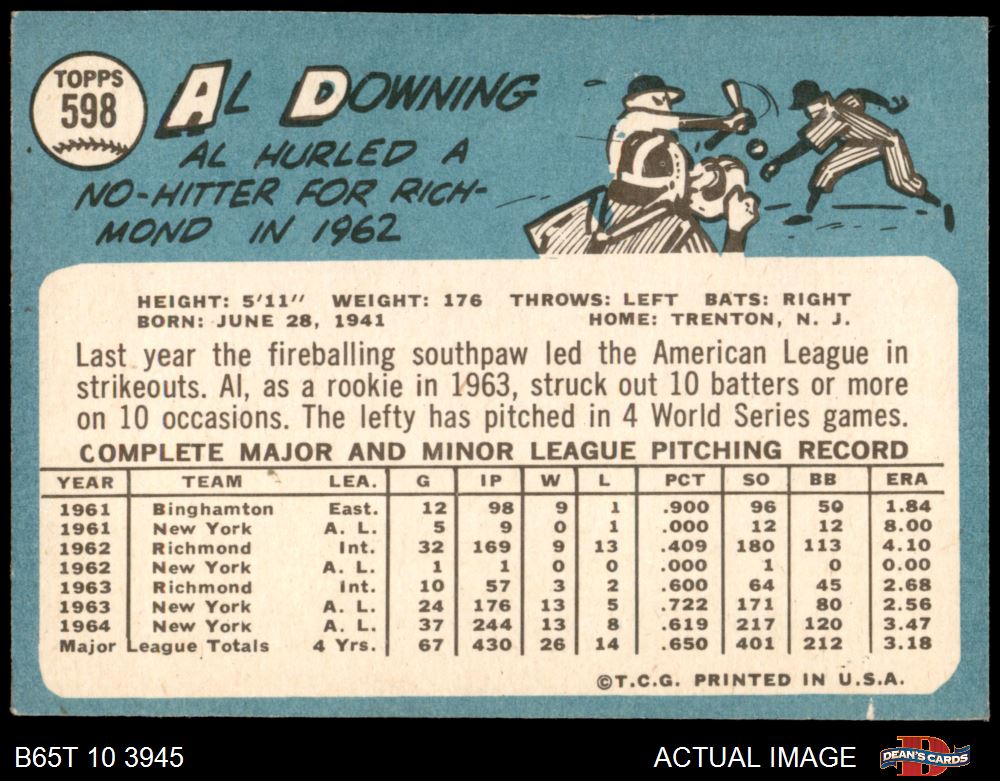 TOPPS
598
AL DOWNING
AL HURLED A
NO-HITTER FOR RICH-
MOND IN 1962
HEIGHT: 5'11" WEIGHT: 176 THROWS: LEFT BATS: RIGHT
BORN: JUNE 28, 1941 HOME: TRENTON, N. J.
Last year the fireballing southpaw led the American League in
strikeouts. Al, as a rookie in 1963, struck out 10 batters or more
on 10 occasions. The lefty has pitched in 4 World Series games.
COMPLETE MAJOR AND MINOR LEAGUE PITCHING RECORD
YEAR TEAM LEA. G IP W L PCT SO BB ERA
1961 Binghamton East. 12 98 9 1 .900 96 50 1.84
1961 New York A. L. 5 9 0 1 .000 12 12 8.00
1962 Richmond Int. 32 169 9 13 .409 180 113 4.10
1962 New York A. L. 1 1 0 0 .000 1 0 0.00
1963 Richmond Int. 10 57 3 2 .600 64 45 2.68
1963 New York A. L. 24 176 13 5 .722 171 80 2.56
1964 New York A. L. 37 244 13 8 .619 217 120 3.47
Major League Totals 4 Yrs. 67 430 26 14 .650 401 212 3.18
©T.C.G. PRINTED IN U.S.A.
B65T 10 3945 ACTUAL IMAGE DEAN'S CARDS